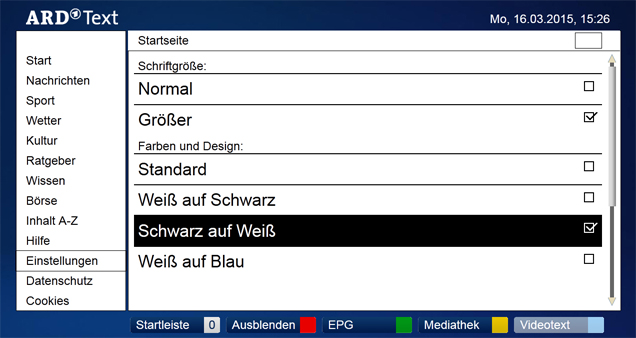 ARD Text
Mo, 16.03.2015, 15:26
Startseite
Start
Nachrichten
Sport
Wetter
Kultur
Ratgeber
Wissen
Börse
Inhalt A-Z
Hilfe
Einstellungen
Datenschutz
Cookies
Schriftgröße:
Normal
Größer
Farben und Design:
Standard
Weiß auf Schwarz
Schwarz auf Weiß
Weiß auf Blau
Startleiste 0 Ausblenden EPG Mediathek Videotext